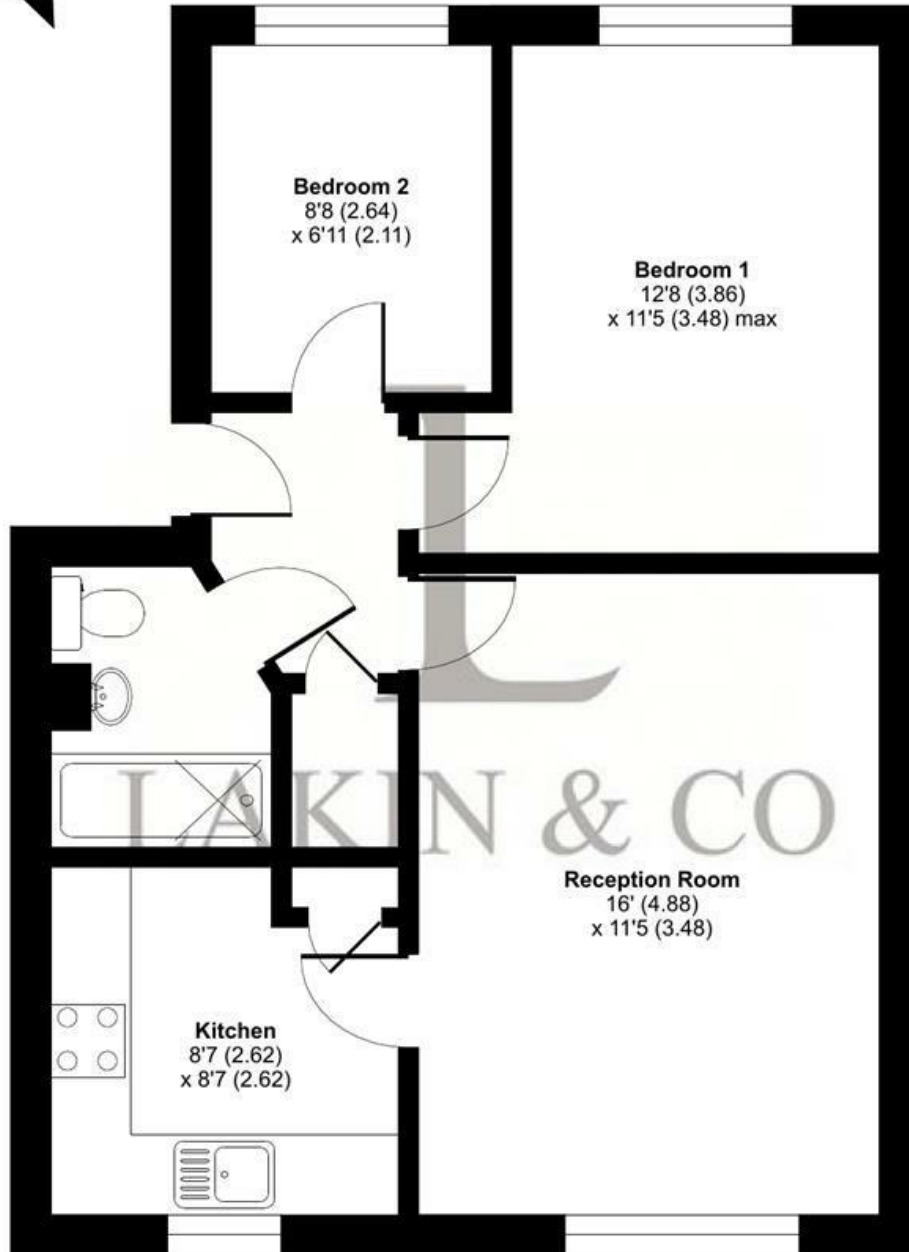 Bedroom 2
8'8 (2.64)
x 6'11 (2.11)
Bedroom 1
12'8 (3.86)
x 11'5 (3.48) max
L
LAKIN & CO
Reception Room
16' (4.88)
x 11'5 (3.48)
Kitchen
8'7 (2.62)
x 8'7 (2.62)